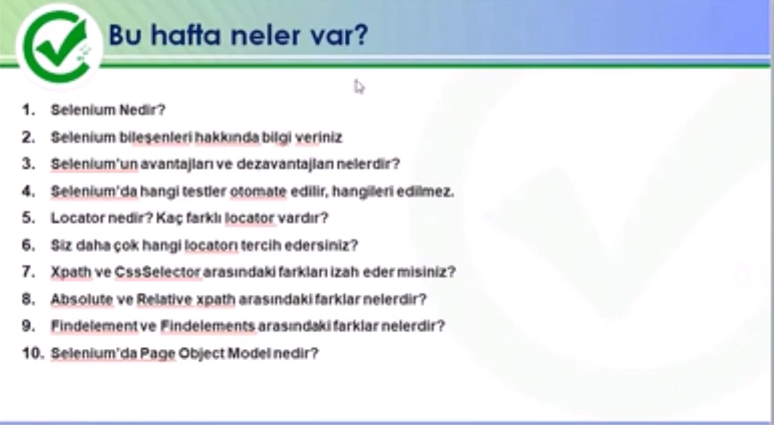 Bu hafta neler var?
1. Selenium Nedir?
2. Selenium bileşenleri hakkında bilgi veriniz
3. Selenium'un avantajları ve dezavantajları nelerdir?
4. Selenium'da hangi testler otomate edilir, hangileri edilmez.
5. Locator nedir? Kaç farklı locator vardır?
6. Siz daha çok hangi locatorı tercih edersiniz?
7. Xpath ve CssSelector arasındaki farkları izah eder misiniz?
8. Absolute ve Relative xpath arasındaki farklar nelerdir?
9. Findelement ve Findelements arasındaki farklar nelerdir?
10. Selenium'da Page Object Model nedir?